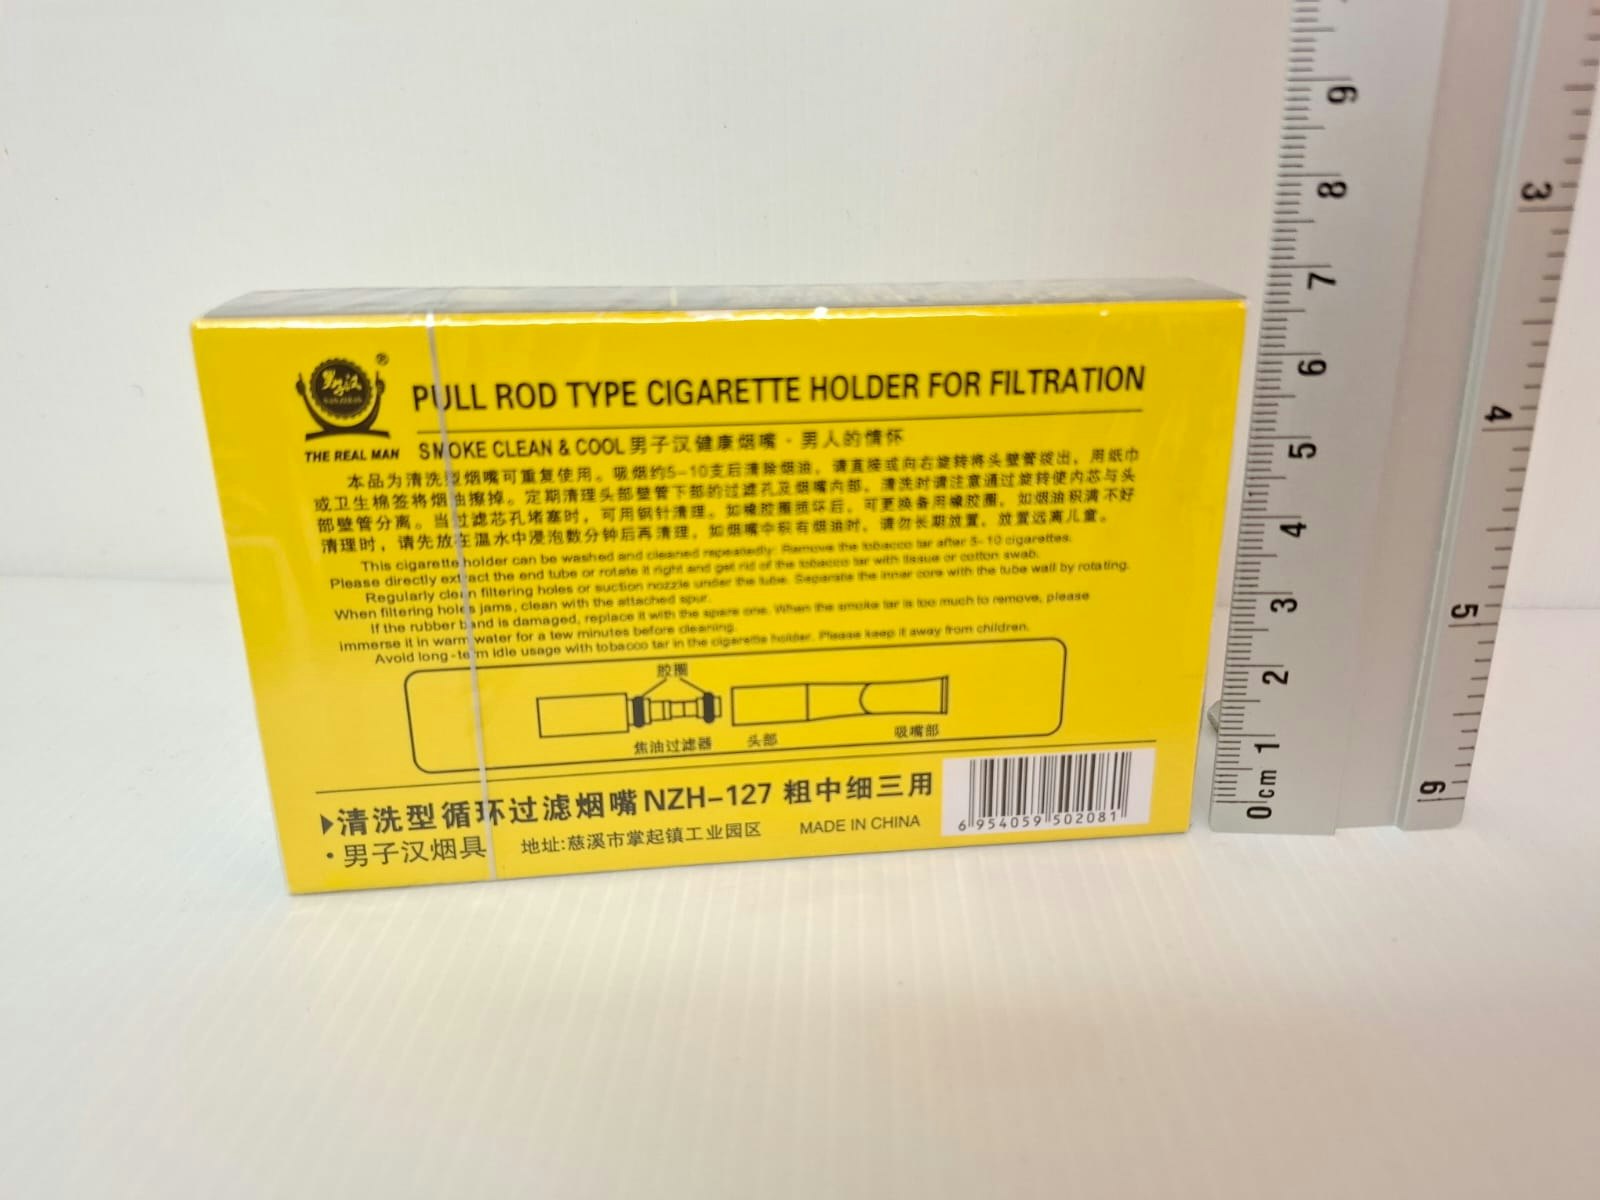 男子汉
NANZIHAN
®
THE REAL MAN
PULL ROD TYPE CIGARETTE HOLDER FOR FILTRATION
SMOKE CLEAN & COOL 男子汉健康烟嘴·男人的情怀
本品为清洗型烟嘴可重复使用。吸烟约5-10支后清除烟油，请直接或向右旋转将头壁管拔出，用纸巾
或卫生棉签将烟油擦掉。定期清理头部壁管下部的过滤孔及烟嘴内部。清洗时请注意通过旋转使内芯与头
部壁管分离。当过滤芯孔堵塞时，可用钢针清理。如橡胶圈损坏后，可更换备用橡胶圈。如烟油积满不好
清理时，请先放在温水中浸泡数分钟后再清理。如烟嘴中积有烟油时，请勿长期放置，放置远离儿童。
This cigarette holder can be washed and cleaned repeatedly: Remove the tobacco tar after 5-10 cigarettes.
Please directly extract the end tube or rotate it right and get rid of the tobacco tar with tissue or cotton swab.
Regularly clean filtering holes or suction nozzle under the tube. Separate the inner core with the tube wall by rotating.
When filtering holes jams, clean with the attached spur.
If the rubber band is damaged, replace it with the spare one. When the smoke tar is too much to remove, please
immerse it in warm water for a tew minutes before cleaning.
Avoid long-term idle usage with tobacco tar in the cigarette holder. Please keep it away from children.
胶圈
焦油过滤器 头部 吸嘴部
▶清洗型循环过滤烟嘴NZH-127 粗中细三用
·男子汉烟具 地址:慈溪市掌起镇工业园区 MADE IN CHINA
6 954059 502081
9
8
7
6
5
4
3
2
1
0cm
3
4
5
6